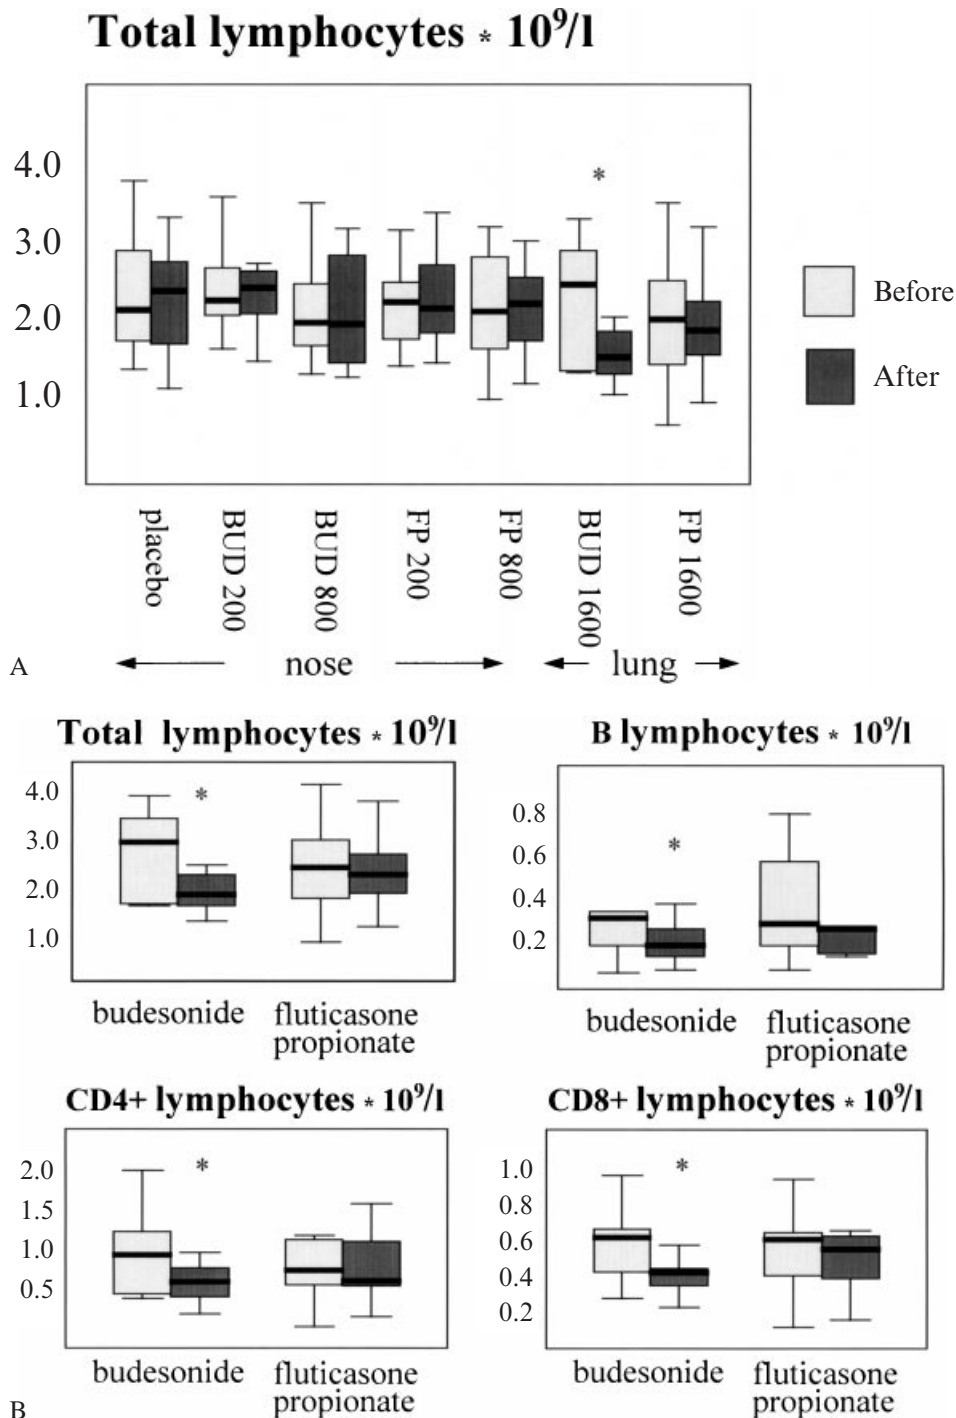 Total lymphocytes * 10⁹/l
4.0
3.0
2.0
1.0
*
Before
After
placebo
BUD 200
BUD 800
FP 200
FP 800
BUD 1600
FP 1600
nose
lung
A
Total lymphocytes * 10⁹/l
4.0
3.0
2.0
1.0
*
budesonide
fluticasone
propionate
B lymphocytes * 10⁹/l
0.8
0.6
0.4
0.2
*
budesonide
fluticasone
propionate
CD4+ lymphocytes * 10⁹/l
2.0
1.5
1.0
0.5
*
budesonide
fluticasone
propionate
CD8+ lymphocytes * 10⁹/l
1.0
0.8
0.6
0.4
0.2
*
budesonide
fluticasone
propionate
B